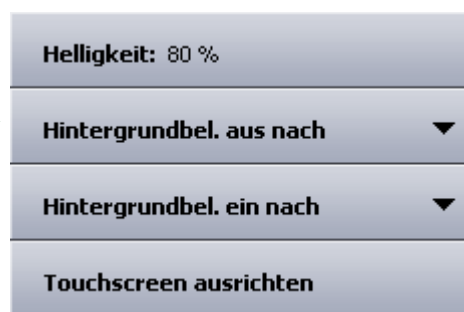 Helligkeit: 80 %
Hintergrundbel. aus nach
Hintergrundbel. ein nach
Touchscreen ausrichten